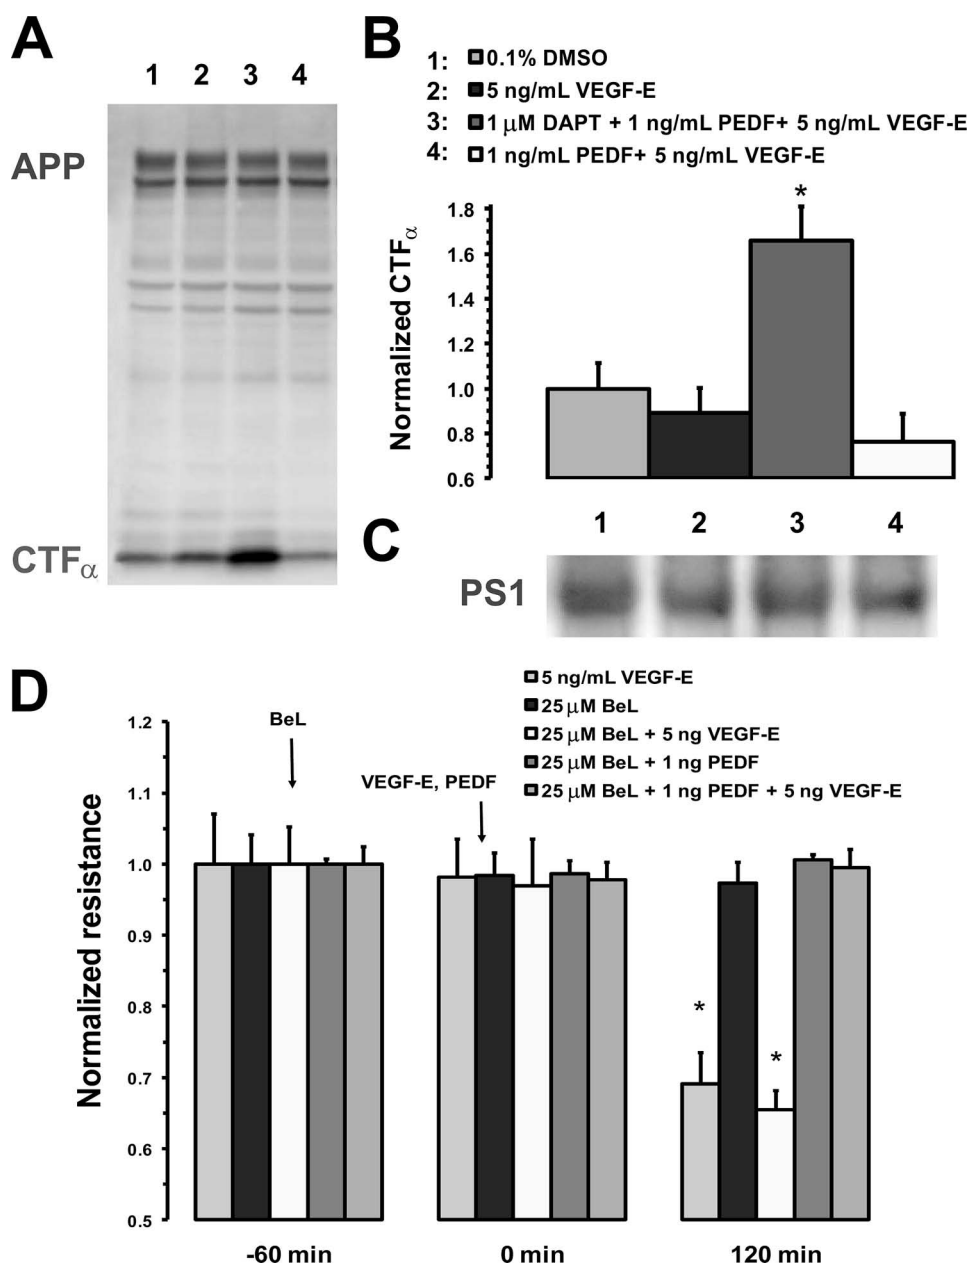 A
1 2 3 4
APP
CTFα
B
1: 0.1% DMSO
2: 5 ng/mL VEGF-E
3: 1 μM DAPT + 1 ng/mL PEDF+ 5 ng/mL VEGF-E
4: 1 ng/mL PEDF+ 5 ng/mL VEGF-E
Normalized CTFα
1.8
1.6
1.4
1.2
1.0
0.8
0.6
*
C
1 2 3 4
PS1
D
5 ng/mL VEGF-E
25 μM BeL
25 μM BeL + 5 ng VEGF-E
25 μM BeL + 1 ng PEDF
25 μM BeL + 1 ng PEDF + 5 ng VEGF-E
BeL
VEGF-E, PEDF
Normalized resistance
1.2
1.1
1.0
0.9
0.8
0.7
0.6
0.5
*
*
-60 min
0 min
120 min